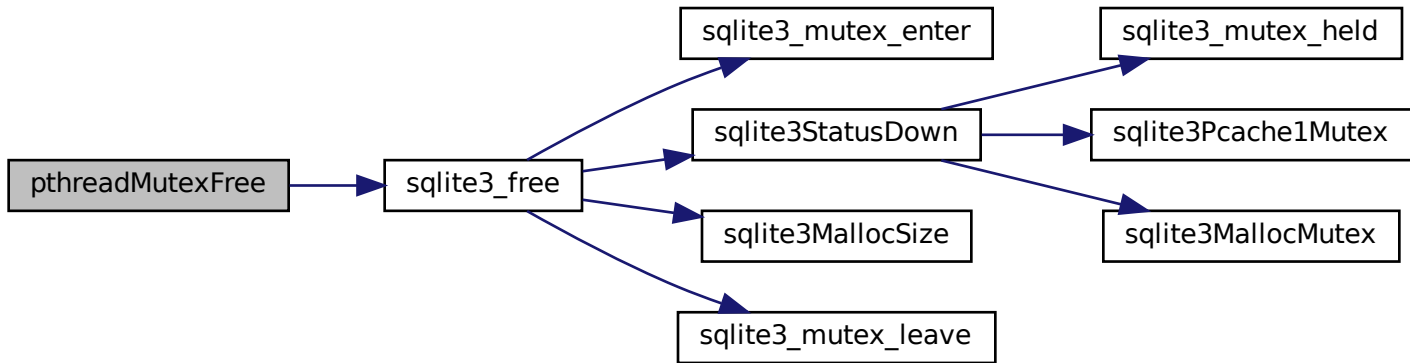 pthreadMutexFree
sqlite3_free
sqlite3_mutex_enter
sqlite3StatusDown
sqlite3MallocSize
sqlite3_mutex_leave
sqlite3_mutex_held
sqlite3Pcache1Mutex
sqlite3MallocMutex